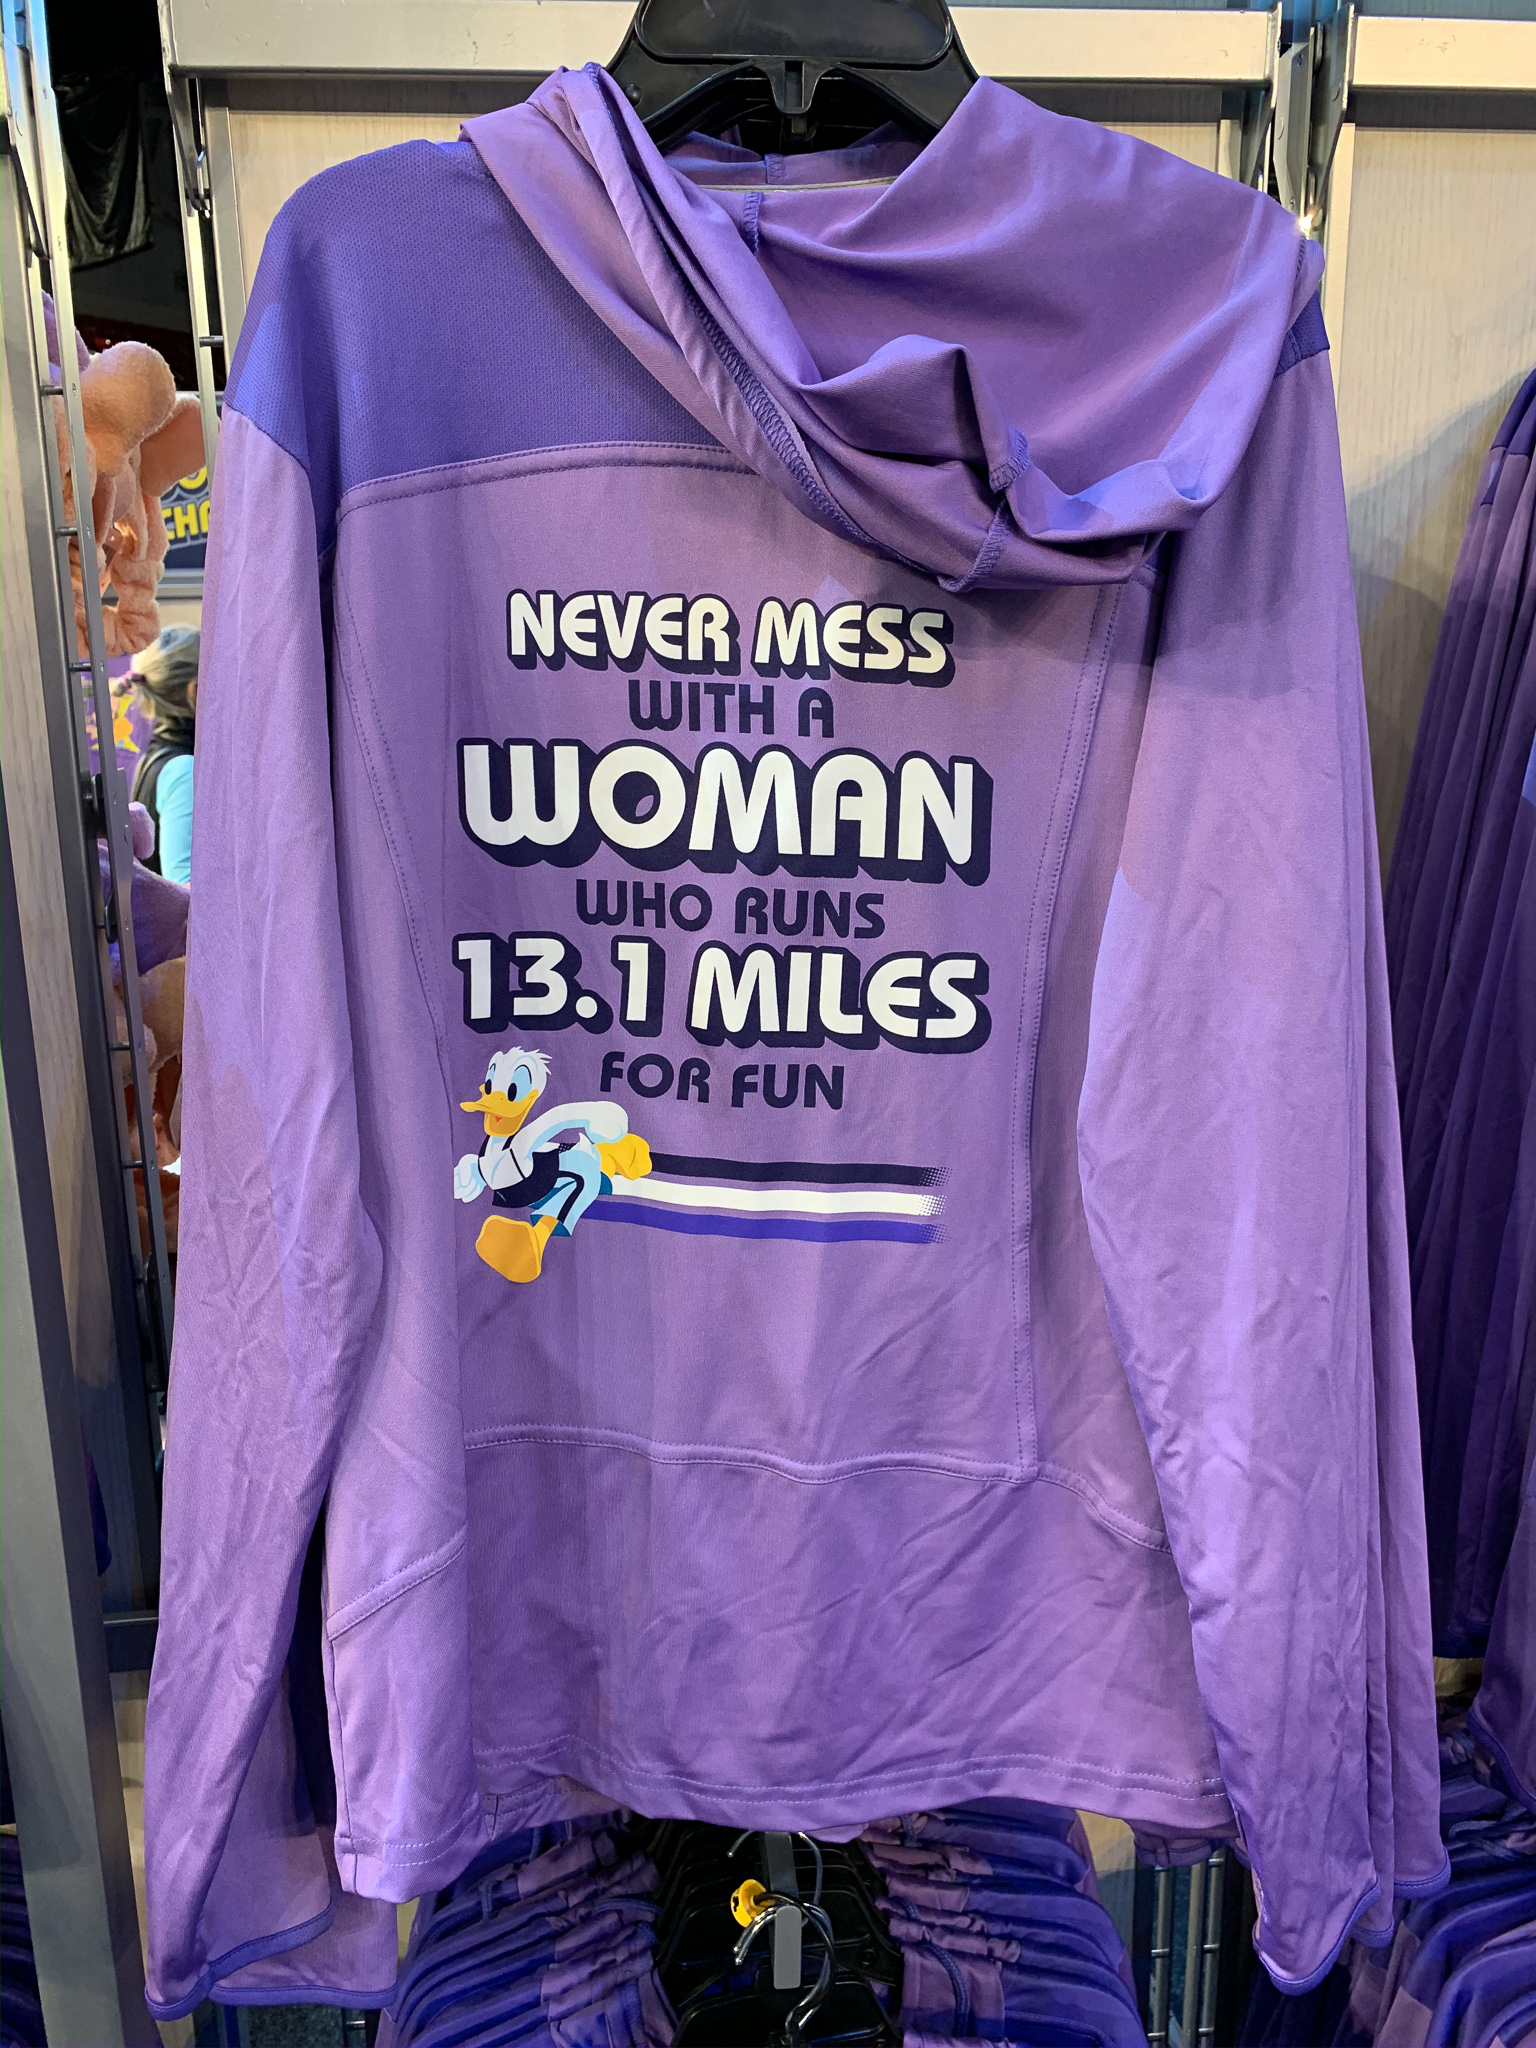 NEVER MESS
WITH A
WOMAN
WHO RUNS
13.1 MILES
FOR FUN